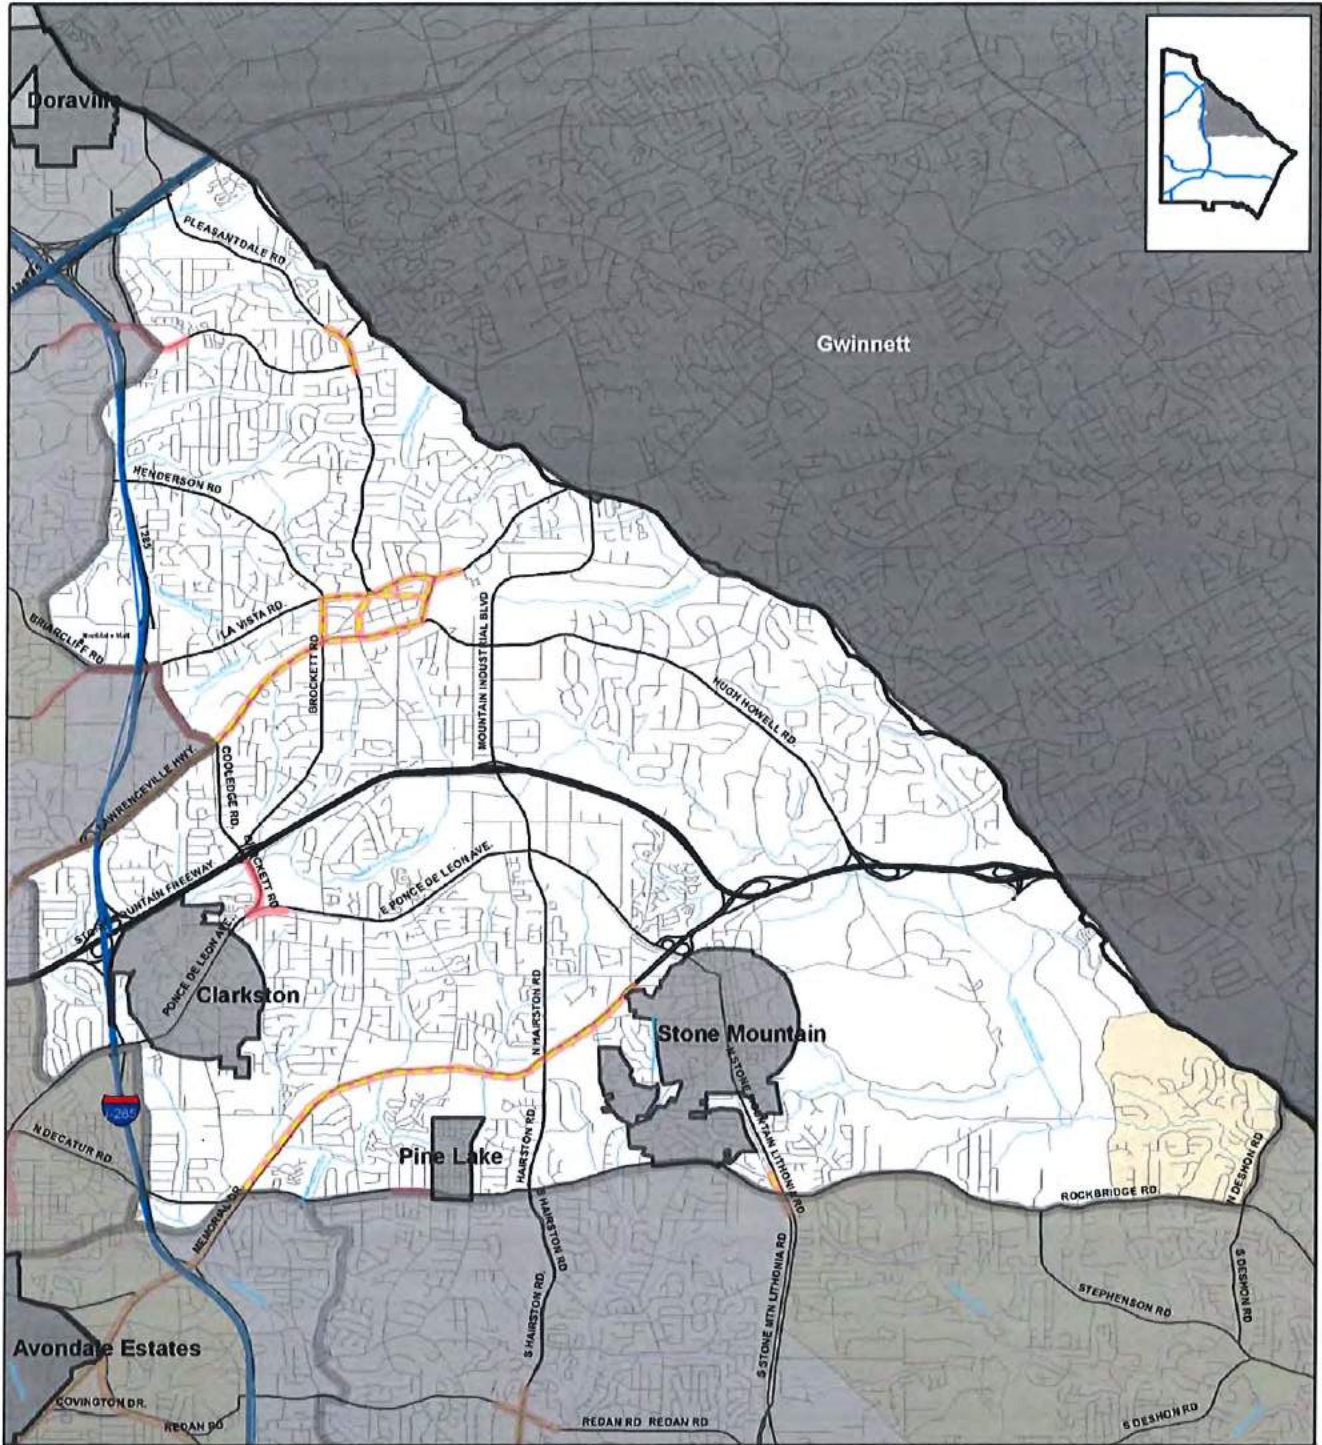 Doraville
PLEASANTDALE RD
Gwinnett
HENDERSON RD
I 285
LA VISTA RD.
BRIARCLIFF RD.
BROCKETT RD
MOUNTAIN INDUSTRIAL BLVD
HUGH HOWELL RD.
COOLEDGE RD.
LAWRENCEVILLE HWY.
BROCKETT RD
STONE MOUNTAIN FREEWAY
E PONCE DE LEON AVE.
PONCE DE LEON AVE.
Clarkston
N HAIRSTON RD
Stone Mountain
N STONE MOUNTAIN LITHONIA RD.
I-285
N DECATUR RD
Pine Lake
HAIRSTON RD.
ROCKBRIDGE RD.
N DESHON RD
MEMORIAL DR.
S HAIRSTON RD
S HAIRSTON RD.
S STONE MTN LITHONIA RD
STEPHENSON RD
S DESHON RD
Avondale Estates
COVINGTON DR.
REDAN RD
REDAN RD REDAN RD
S DESHON RD